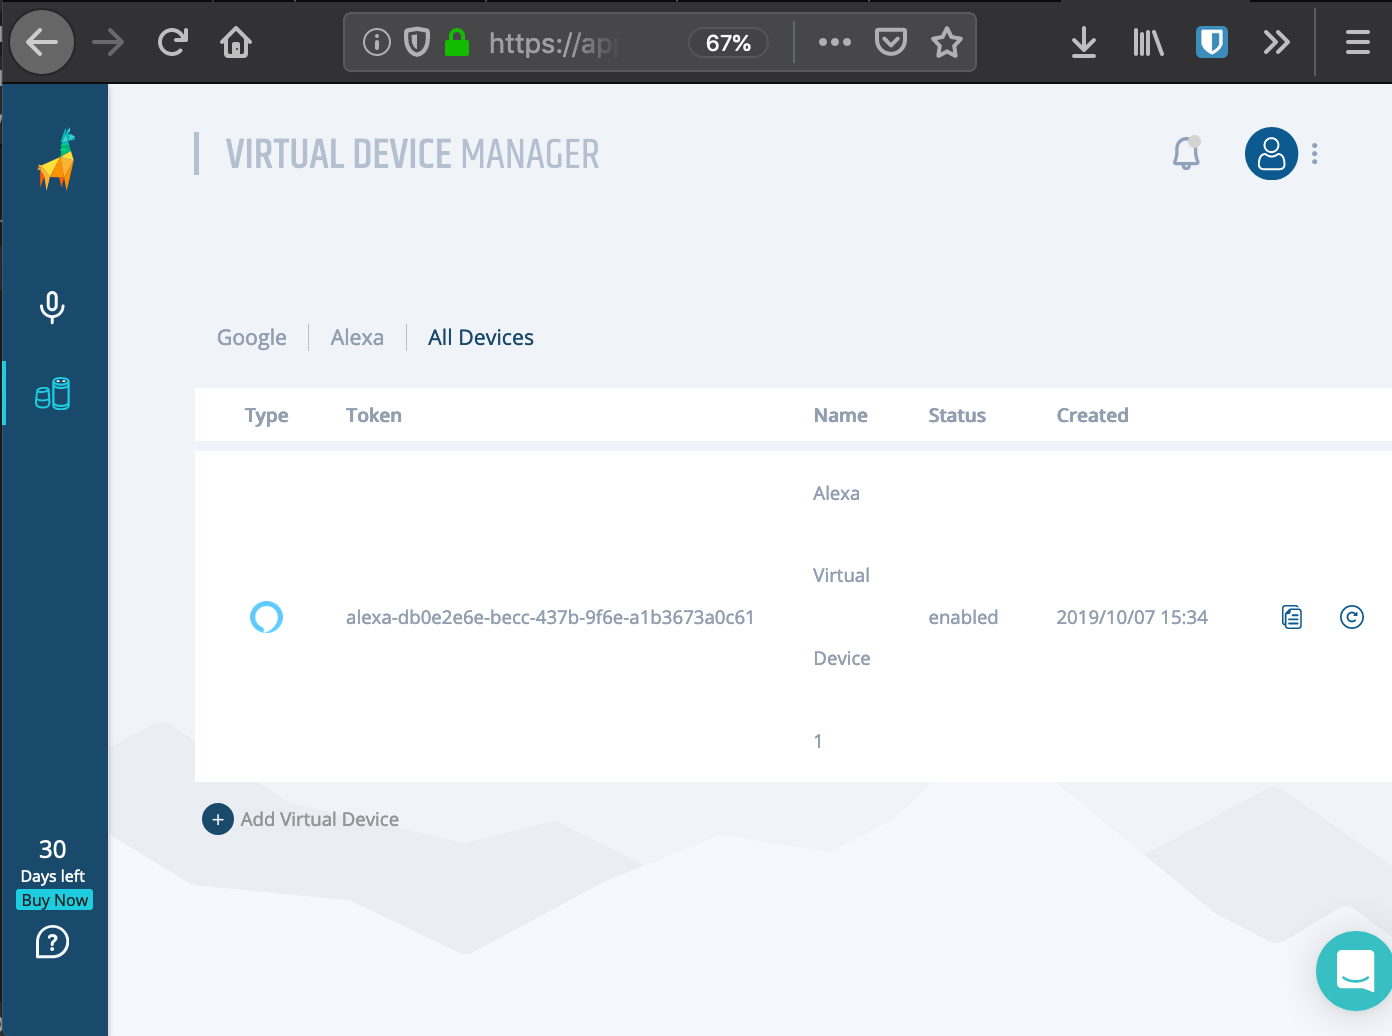 https://app
67%
VIRTUAL DEVICE MANAGER
Google
Alexa
All Devices
Type Token Name Status Created
alexa-db0e2e6e-becc-437b-9f6e-a1b3673a0c61
Alexa
Virtual
Device
1
enabled
2019/10/07 15:34
+ Add Virtual Device
30
Days left
Buy Now
?